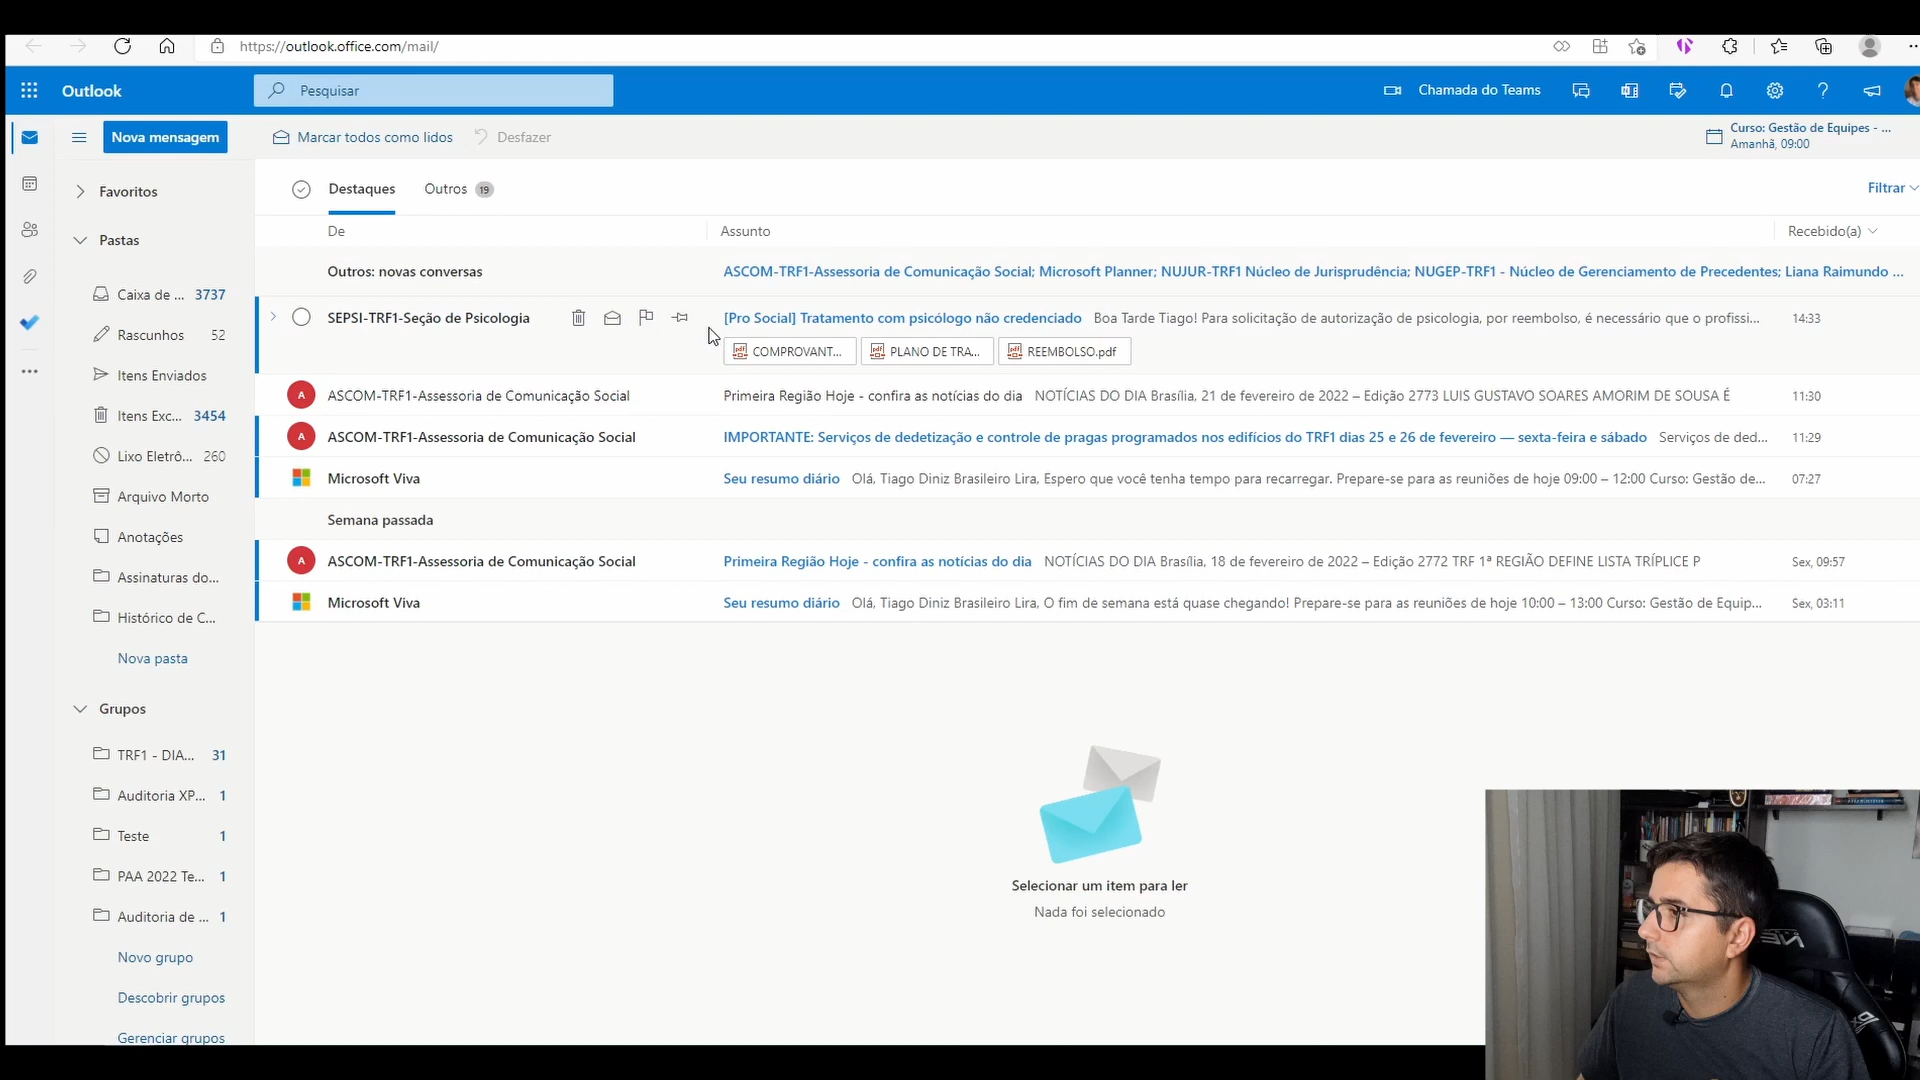 https://outlook.office.com/mail/
Outlook
Pesquisar
Chamada do Teams
Nova mensagem
Marcar todos como lidos
Desfazer
Curso: Gestão de Equipes - ...
Amanhã, 09:00
Favoritos
Destaques
Outros 19
Filtrar
Pastas
De
Assunto
Recebido(a)
Outros: novas conversas
ASCOM-TRF1-Assessoria de Comunicação Social; Microsoft Planner; NUJUR-TRF1 Núcleo de Jurisprudência; NUGEP-TRF1 - Núcleo de Gerenciamento de Precedentes; Liana Raimundo ...
Caixa de ... 3737
SEPSI-TRF1-Seção de Psicologia
[Pro Social] Tratamento com psicólogo não credenciado Boa Tarde Tiago! Para solicitação de autorização de psicologia, por reembolso, é necessário que o profissi... 14:33
Rascunhos 52
COMPROVANT...
PLANO DE TRA...
REEMBOLSO.pdf
Itens Enviados
A
ASCOM-TRF1-Assessoria de Comunicação Social
Primeira Região Hoje - confira as notícias do dia NOTÍCIAS DO DIA Brasília, 21 de fevereiro de 2022 – Edição 2773 LUIS GUSTAVO SOARES AMORIM DE SOUSA É 11:30
Itens Exc... 3454
A
ASCOM-TRF1-Assessoria de Comunicação Social
IMPORTANTE: Serviços de dedetização e controle de pragas programados nos edifícios do TRF1 dias 25 e 26 de fevereiro — sexta-feira e sábado Serviços de ded... 11:29
Lixo Eletrô... 260
Microsoft Viva
Seu resumo diário Olá, Tiago Diniz Brasileiro Lira, Espero que você tenha tempo para recarregar. Prepare-se para as reuniões de hoje 09:00 – 12:00 Curso: Gestão de... 07:27
Arquivo Morto
Semana passada
Anotações
A
ASCOM-TRF1-Assessoria de Comunicação Social
Primeira Região Hoje - confira as notícias do dia NOTÍCIAS DO DIA Brasília, 18 de fevereiro de 2022 – Edição 2772 TRF 1ª REGIÃO DEFINE LISTA TRÍPLICE P Sex, 09:57
Assinaturas do...
Microsoft Viva
Seu resumo diário Olá, Tiago Diniz Brasileiro Lira, O fim de semana está quase chegando! Prepare-se para as reuniões de hoje 10:00 – 13:00 Curso: Gestão de Equip... Sex, 03:11
Histórico de C...
Nova pasta
Grupos
TRF1 - DIA... 31
Auditoria XP... 1
Teste 1
PAA 2022 Te... 1
Auditoria de ... 1
Novo grupo
Descobrir grupos
Gerenciar grupos
Selecionar um item para ler
Nada foi selecionado